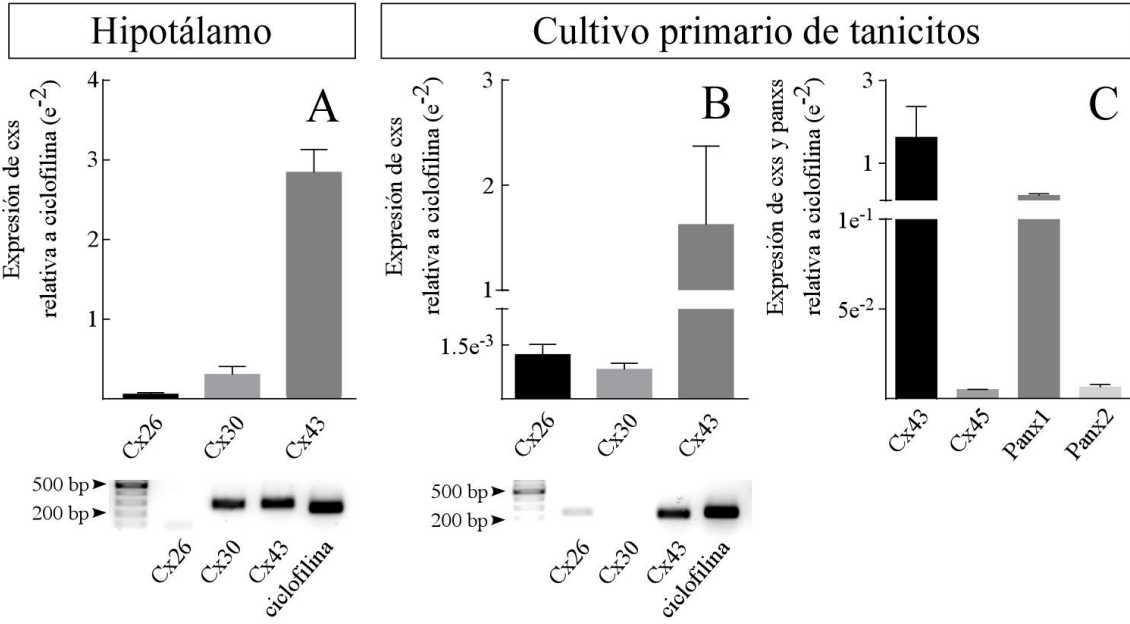 Hipotálamo
Cultivo primario de tanicitos
A
Expresión de cxs
relativa a ciclofilina (e-2)
4
3
2
1
Cx26
Cx30
Cx43
500 bp
200 bp
Cx26
Cx30
Cx43
ciclofilina
B
Expresión de cxs
relativa a ciclofilina (e-2)
3
2
1
1.5e-3
Cx26
Cx30
Cx43
500 bp
200 bp
Cx26
Cx30
Cx43
ciclofilina
C
Expresión de cxs y panxs
relativa a ciclofilina (e-2)
3
1
1e-1
5e-2
Cx43
Cx45
Panx1
Panx2